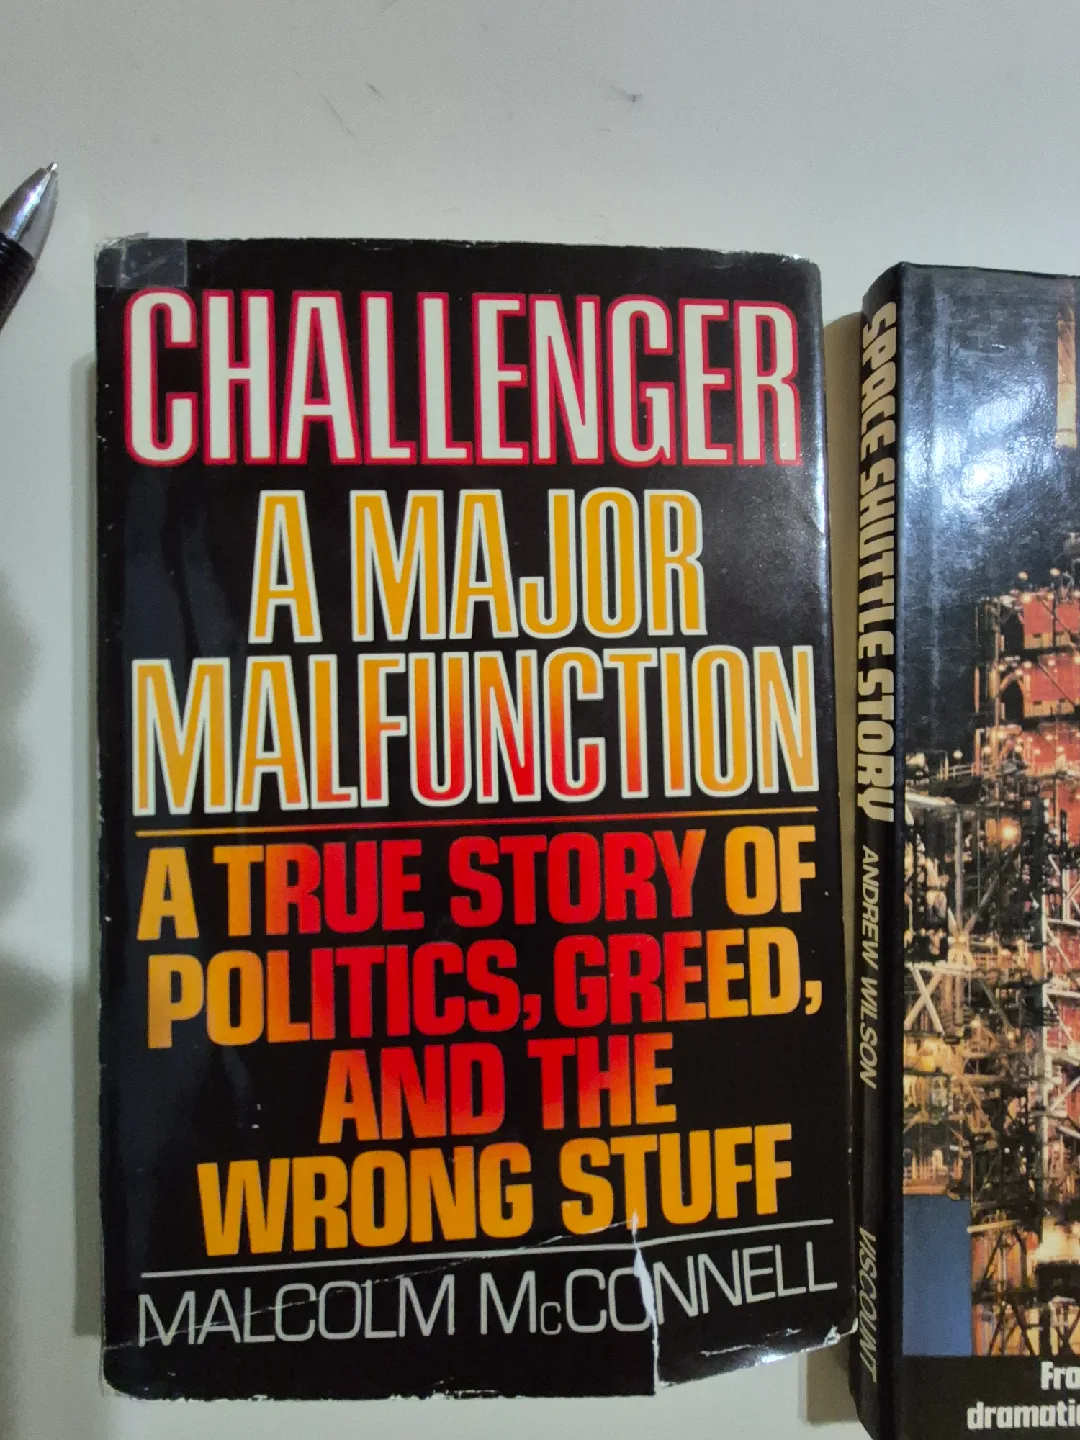 CHALLENGER
A MAJOR
MALFUNCTION
A TRUE STORY OF
POLITICS, GREED,
AND THE
WRONG STUFF
MALCOLM McCONNELL
SPACE SHUTTLE STORY
ANDREW WILSON
VISCOUNT